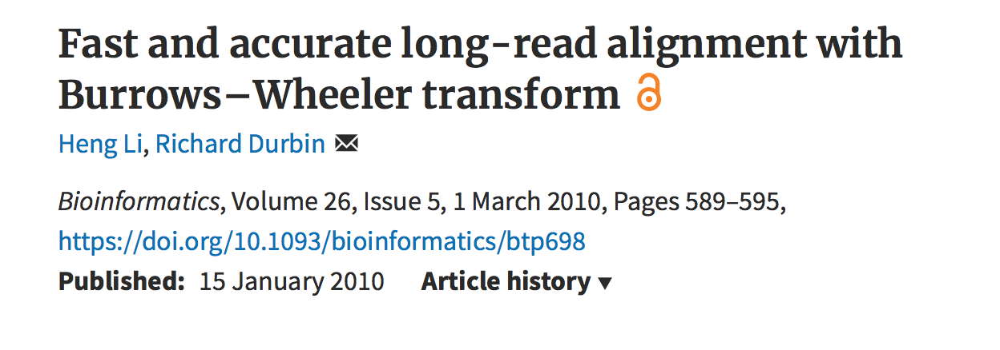 Fast and accurate long-read alignment with
Burrows–Wheeler transform
Heng Li, Richard Durbin
Bioinformatics, Volume 26, Issue 5, 1 March 2010, Pages 589–595,
https://doi.org/10.1093/bioinformatics/btp698
Published: 15 January 2010 Article history ▼